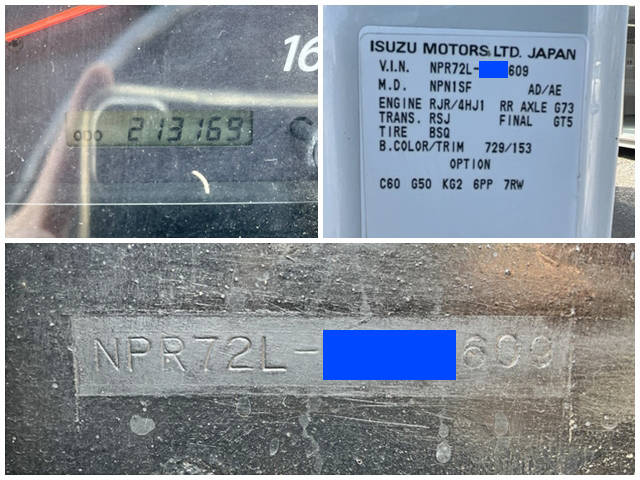 16
000 213169
ISUZU MOTORS LTD. JAPAN
V.I.N. NPR72L- 609
M.D. NPN1SF AD/AE
ENGINE RJR/4HJ1 RR AXLE G73
TRANS. RSJ FINAL GT5
TIRE BSQ
B.COLOR/TRIM 729/153
OPTION
C60 G50 KG2 6PP 7RW
NPR72L- 609